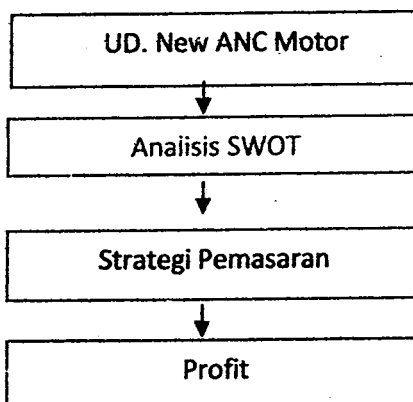 UD. New ANC Motor
Analisis SWOT
Strategi Pemasaran
Profit